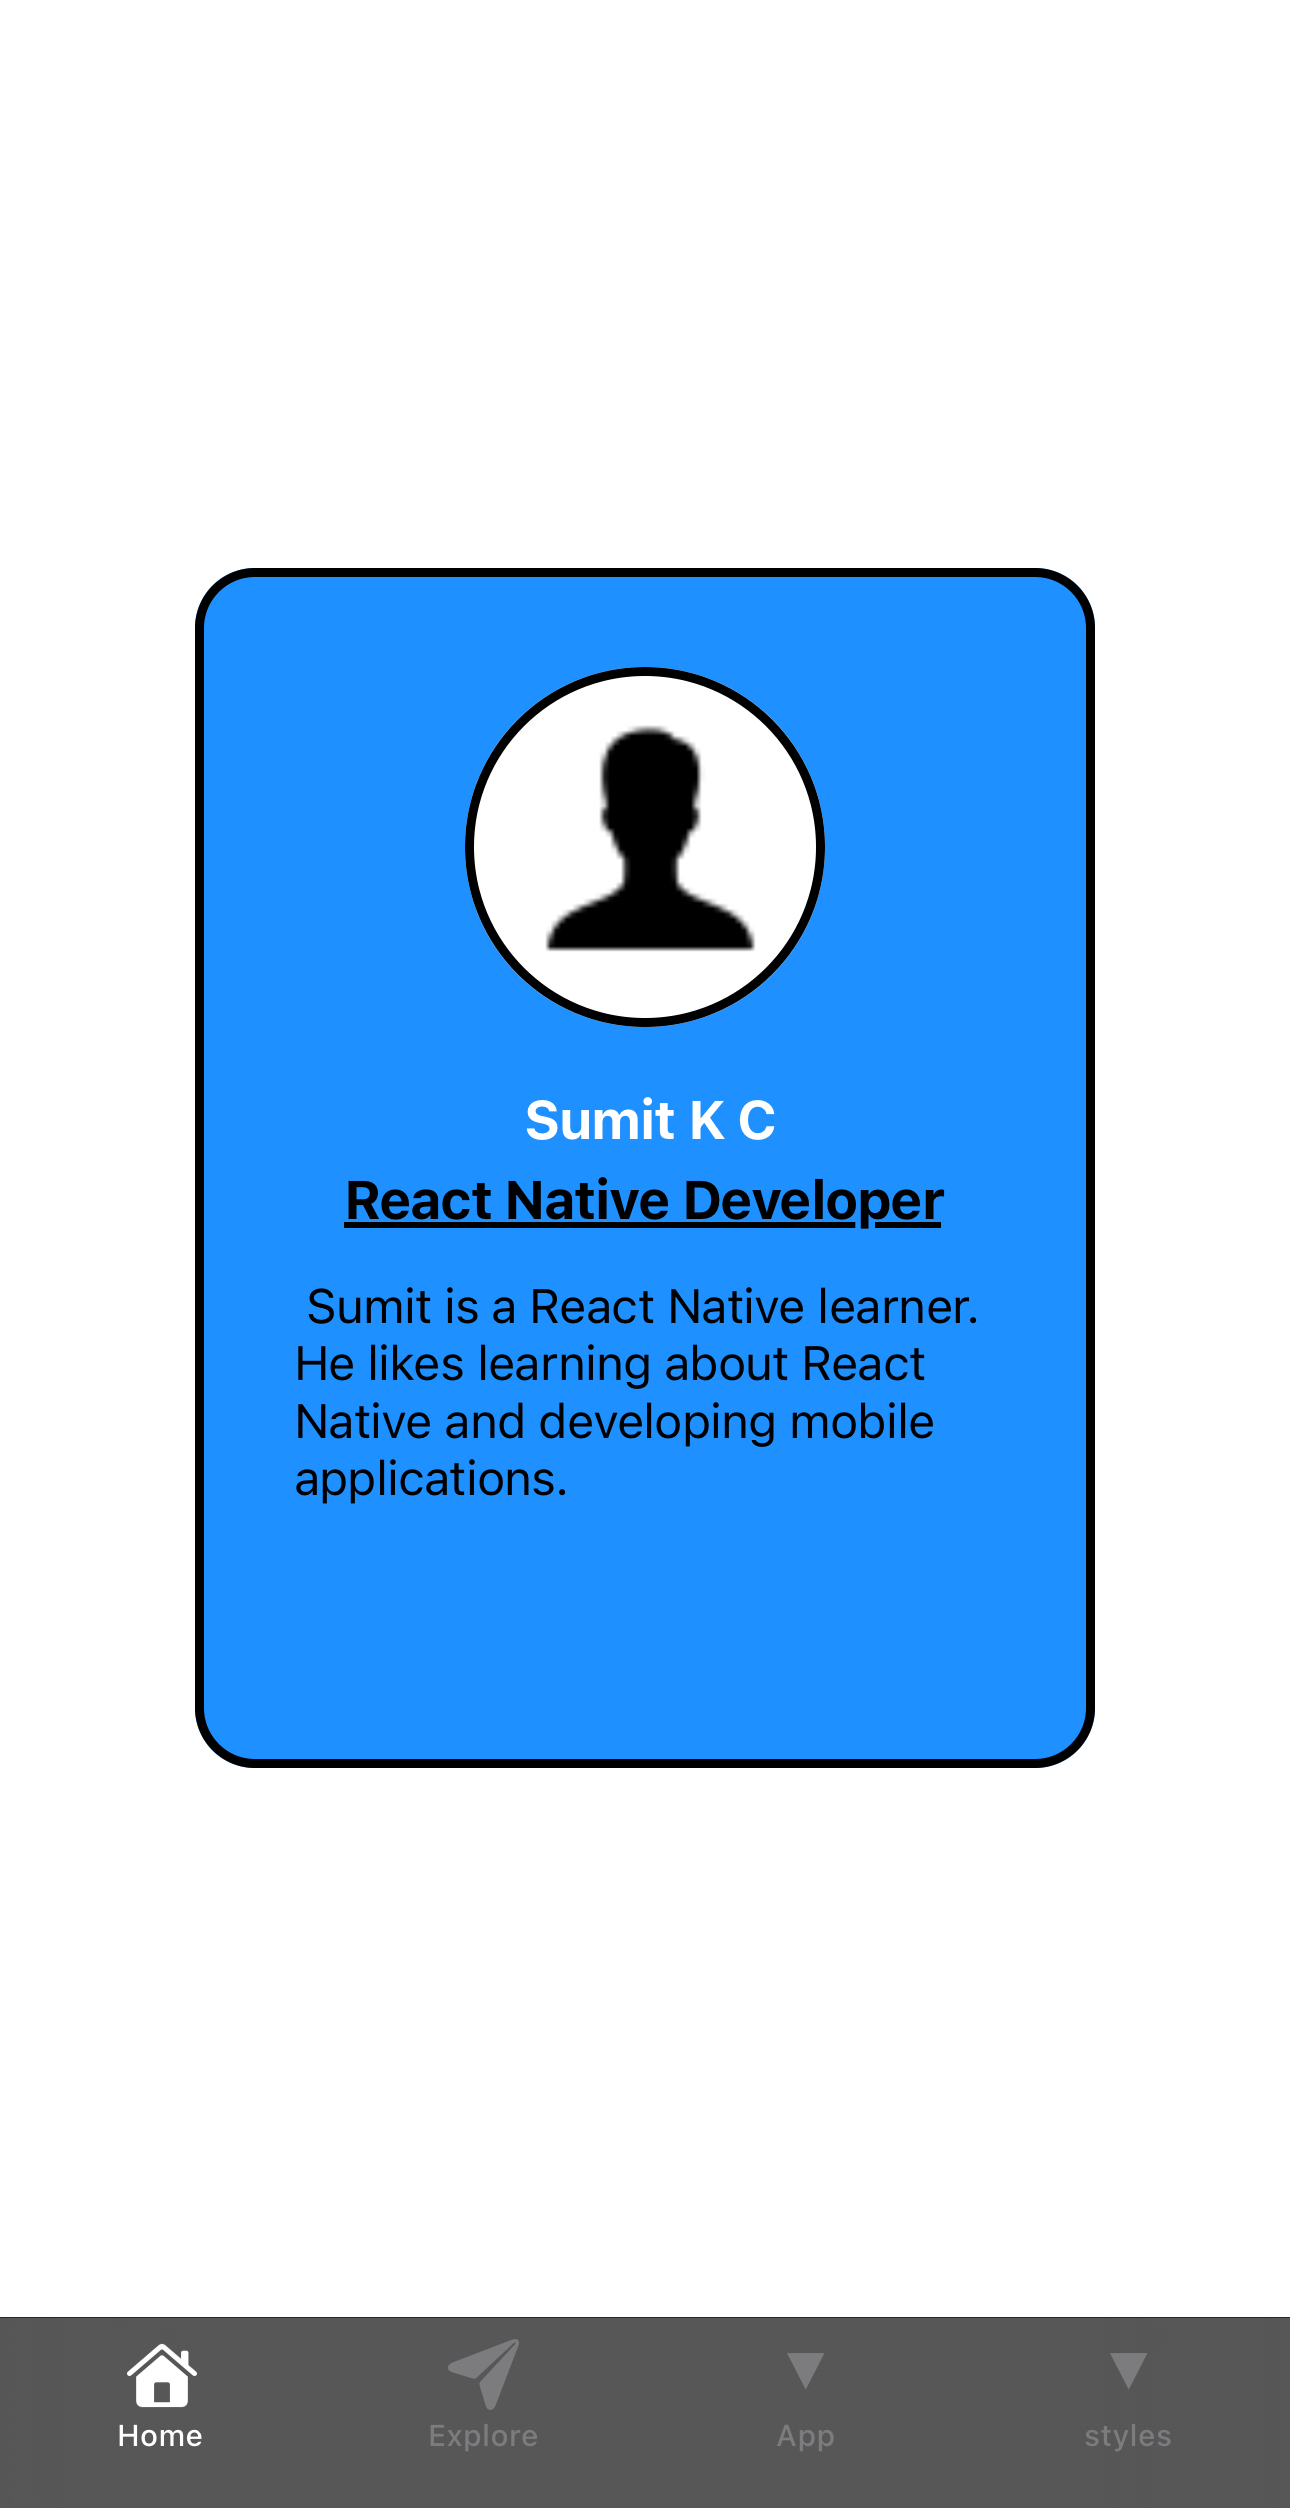 Sumit K C
React Native Developer
Sumit is a React Native learner.
He likes learning about React
Native and developing mobile
applications.
Home
Explore
App
styles